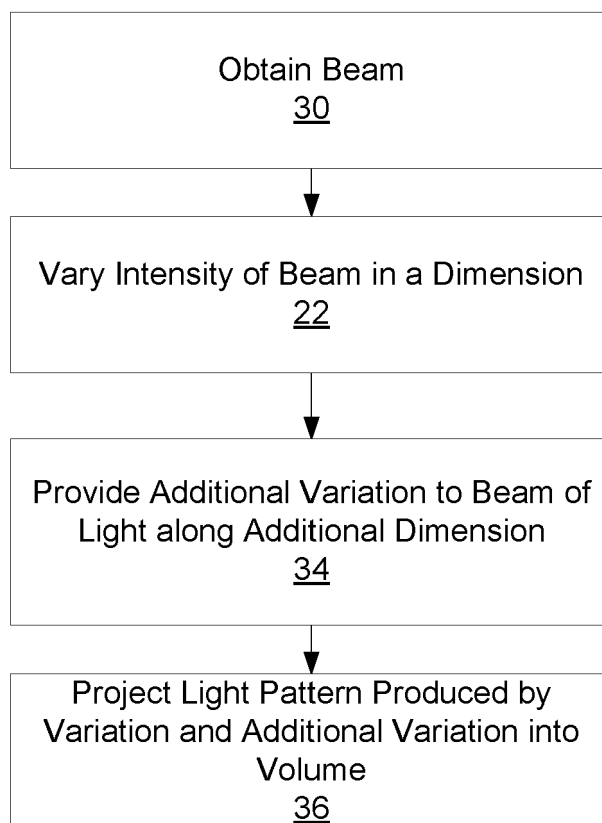 Obtain Beam
30
Vary Intensity of Beam in a Dimension
22
Provide Additional Variation to Beam of
Light along Additional Dimension
34
Project Light Pattern Produced by
Variation and Additional Variation into
Volume
36